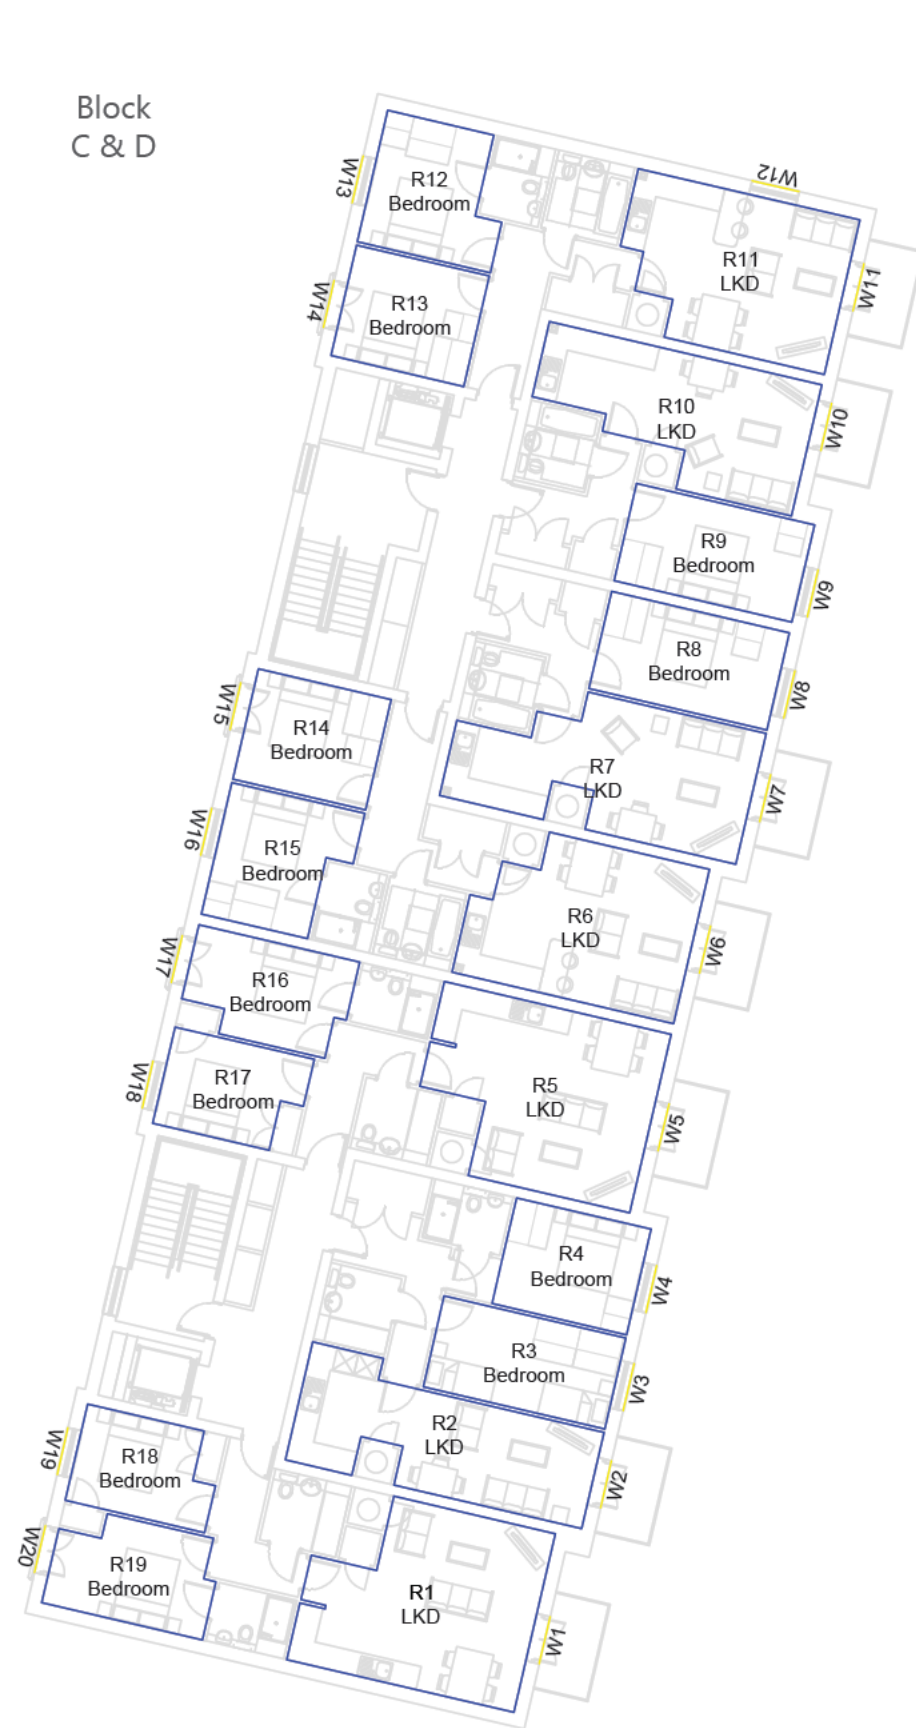 Block
C & D
W12
W13
R12
Bedroom
R11
LKD
W11
W14
R13
Bedroom
R10
LKD
W10
R9
Bedroom
W9
R8
Bedroom
W8
W15
R14
Bedroom
R7
LKD
W7
W16
R15
Bedroom
R6
LKD
W6
W17
R16
Bedroom
W18
R17
Bedroom
R5
LKD
W5
R4
Bedroom
W4
R3
Bedroom
W3
R2
LKD
W2
W19
R18
Bedroom
W20
R19
Bedroom
R1
LKD
W1